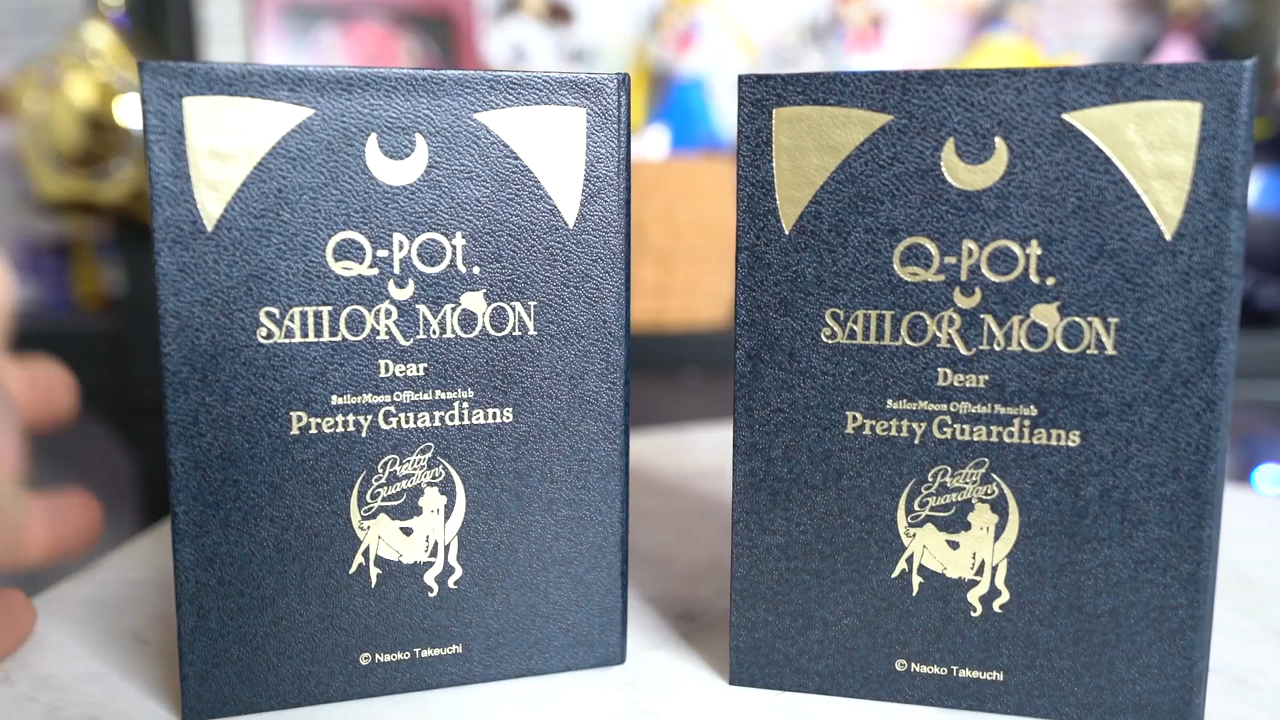 Q-POt.
SAILOR MOON
Dear
SailorMoon Official Fanclub
Pretty Guardians
Pretty
Guardians
© Naoko Takeuchi
Q-POt.
SAILOR MOON
Dear
SailorMoon Official Fanclub
Pretty Guardians
Pretty
Guardians
© Naoko Takeuchi